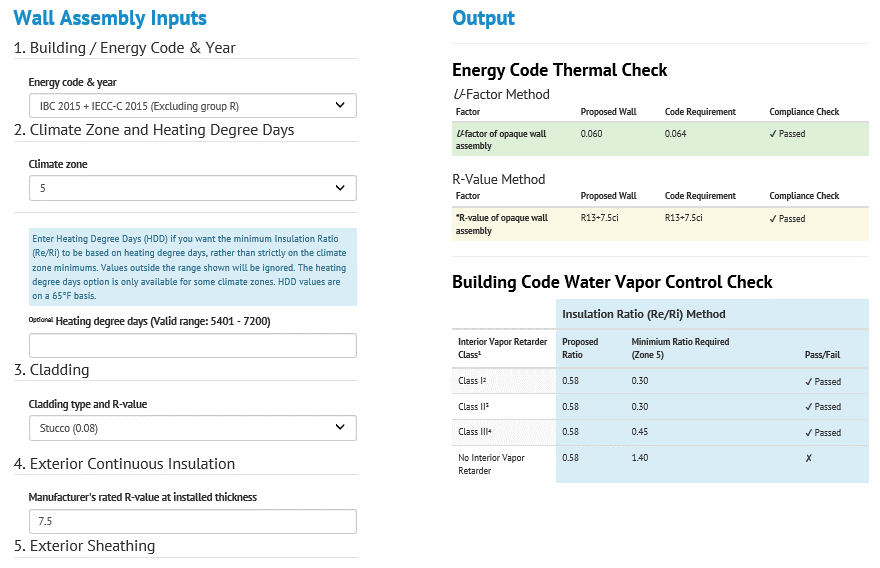 Wall Assembly Inputs
1. Building / Energy Code & Year
Energy code & year
IBC 2015 + IECC-C 2015 (Excluding group R)
2. Climate Zone and Heating Degree Days
Climate zone
5
Enter Heating Degree Days (HDD) if you want the minimum Insulation Ratio
(Re/Ri) to be based on heating degree days, rather than strictly on the climate
zone minimums. Values outside the range shown will be ignored. The heating
degree days option is only available for some climate zones. HDD values are
on a 65°F basis.
Optional Heating degree days (Valid range: 5401 - 7200)
3. Cladding
Cladding type and R-value
Stucco (0.08)
4. Exterior Continuous Insulation
Manufacturer's rated R-value at installed thickness
7.5
5. Exterior Sheathing
Output
Energy Code Thermal Check
U-Factor Method
Factor Proposed Wall Code Requirement Compliance Check
U-factor of opaque wall 0.060 0.064 ✓ Passed
assembly
R-Value Method
Factor Proposed Wall Code Requirement Compliance Check
*R-value of opaque wall R13+7.5ci R13+7.5ci ✓ Passed
assembly
Building Code Water Vapor Control Check
Insulation Ratio (Re/Ri) Method
Interior Vapor Retarder Proposed Minimium Ratio Required
Class¹ Ratio (Zone 5) Pass/Fail
Class I² 0.58 0.30 ✓ Passed
Class II³ 0.58 0.30 ✓ Passed
Class III⁴ 0.58 0.45 ✓ Passed
No Interior Vapor 0.58 1.40 ✗
Retarder